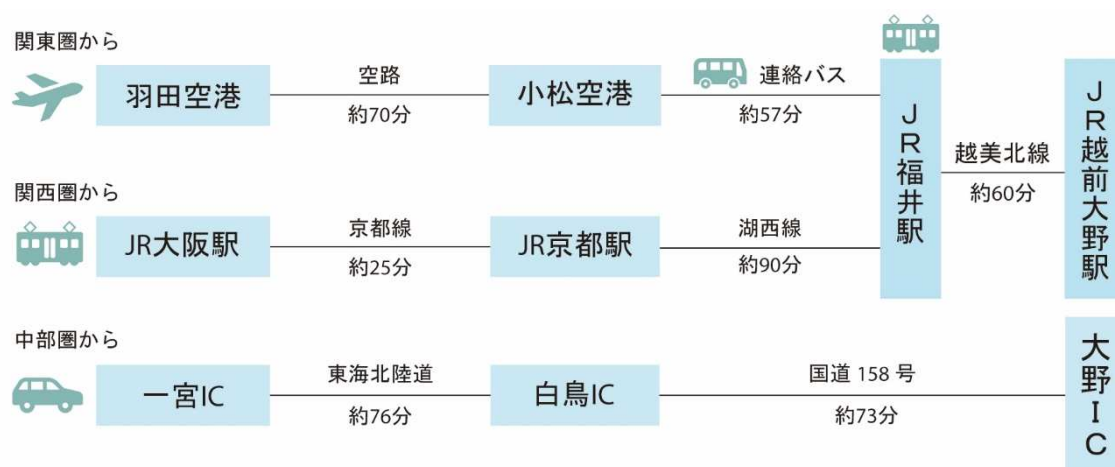 関東圏から
羽田空港
空路
約70分
小松空港
連絡バス
約57分
関西圏から
JR大阪駅
京都線
約25分
JR京都駅
湖西線
約90分
JR福井駅
越美北線
約60分
JR越前大野駅
中部圏から
一宮IC
東海北陸道
約76分
白鳥IC
国道 158 号
約73分
大野IC